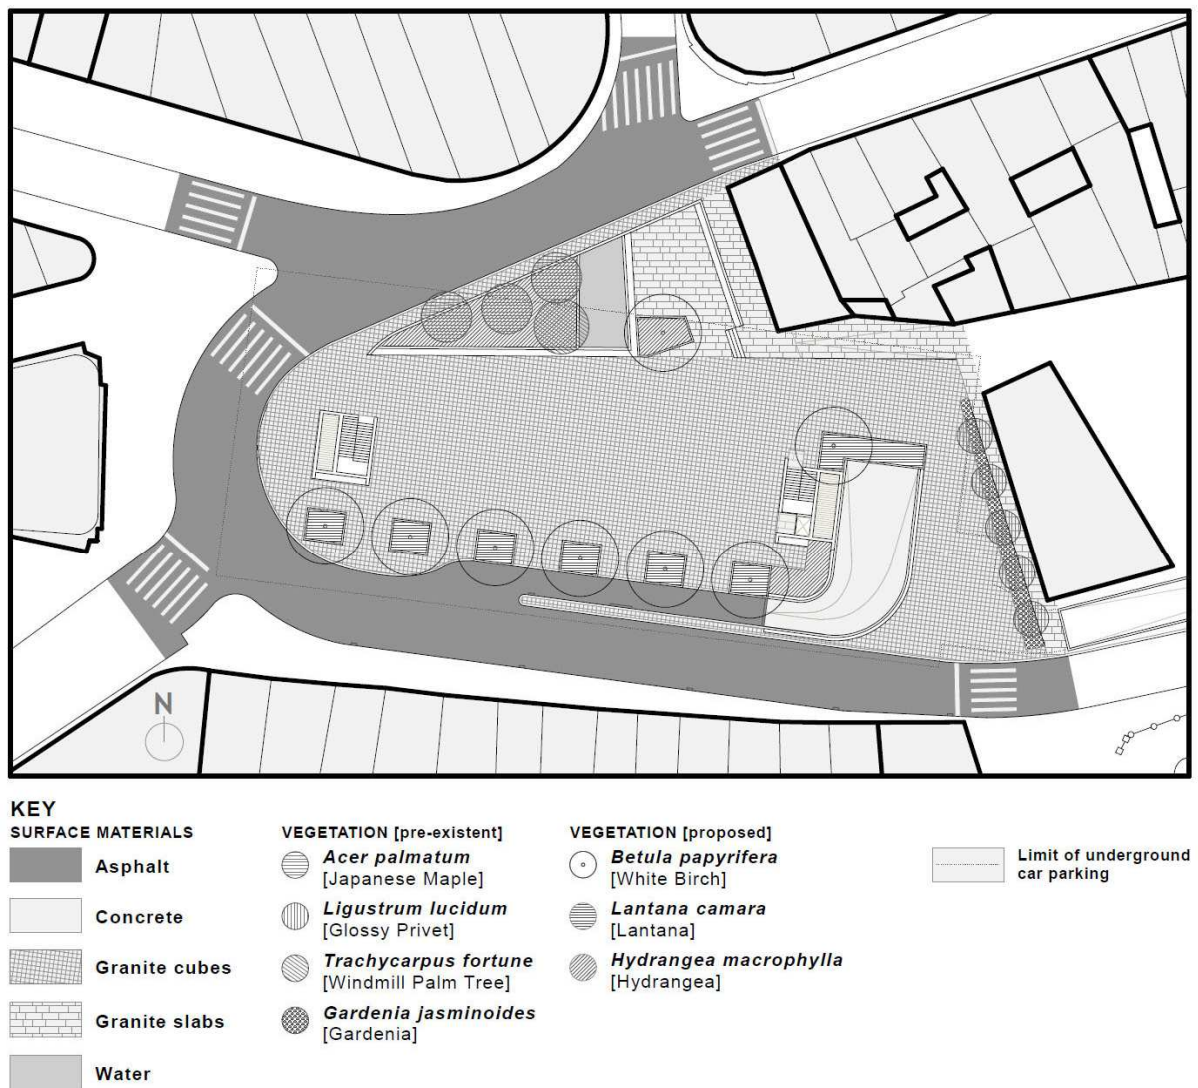 N
KEY
SURFACE MATERIALS
Asphalt
Concrete
Granite cubes
Granite slabs
Water
VEGETATION [pre-existent]
Acer palmatum
[Japanese Maple]
Ligustrum lucidum
[Glossy Privet]
Trachycarpus fortune
[Windmill Palm Tree]
Gardenia jasminoides
[Gardenia]
VEGETATION [proposed]
Betula papyrifera
[White Birch]
Lantana camara
[Lantana]
Hydrangea macrophylla
[Hydrangea]
Limit of underground
car parking